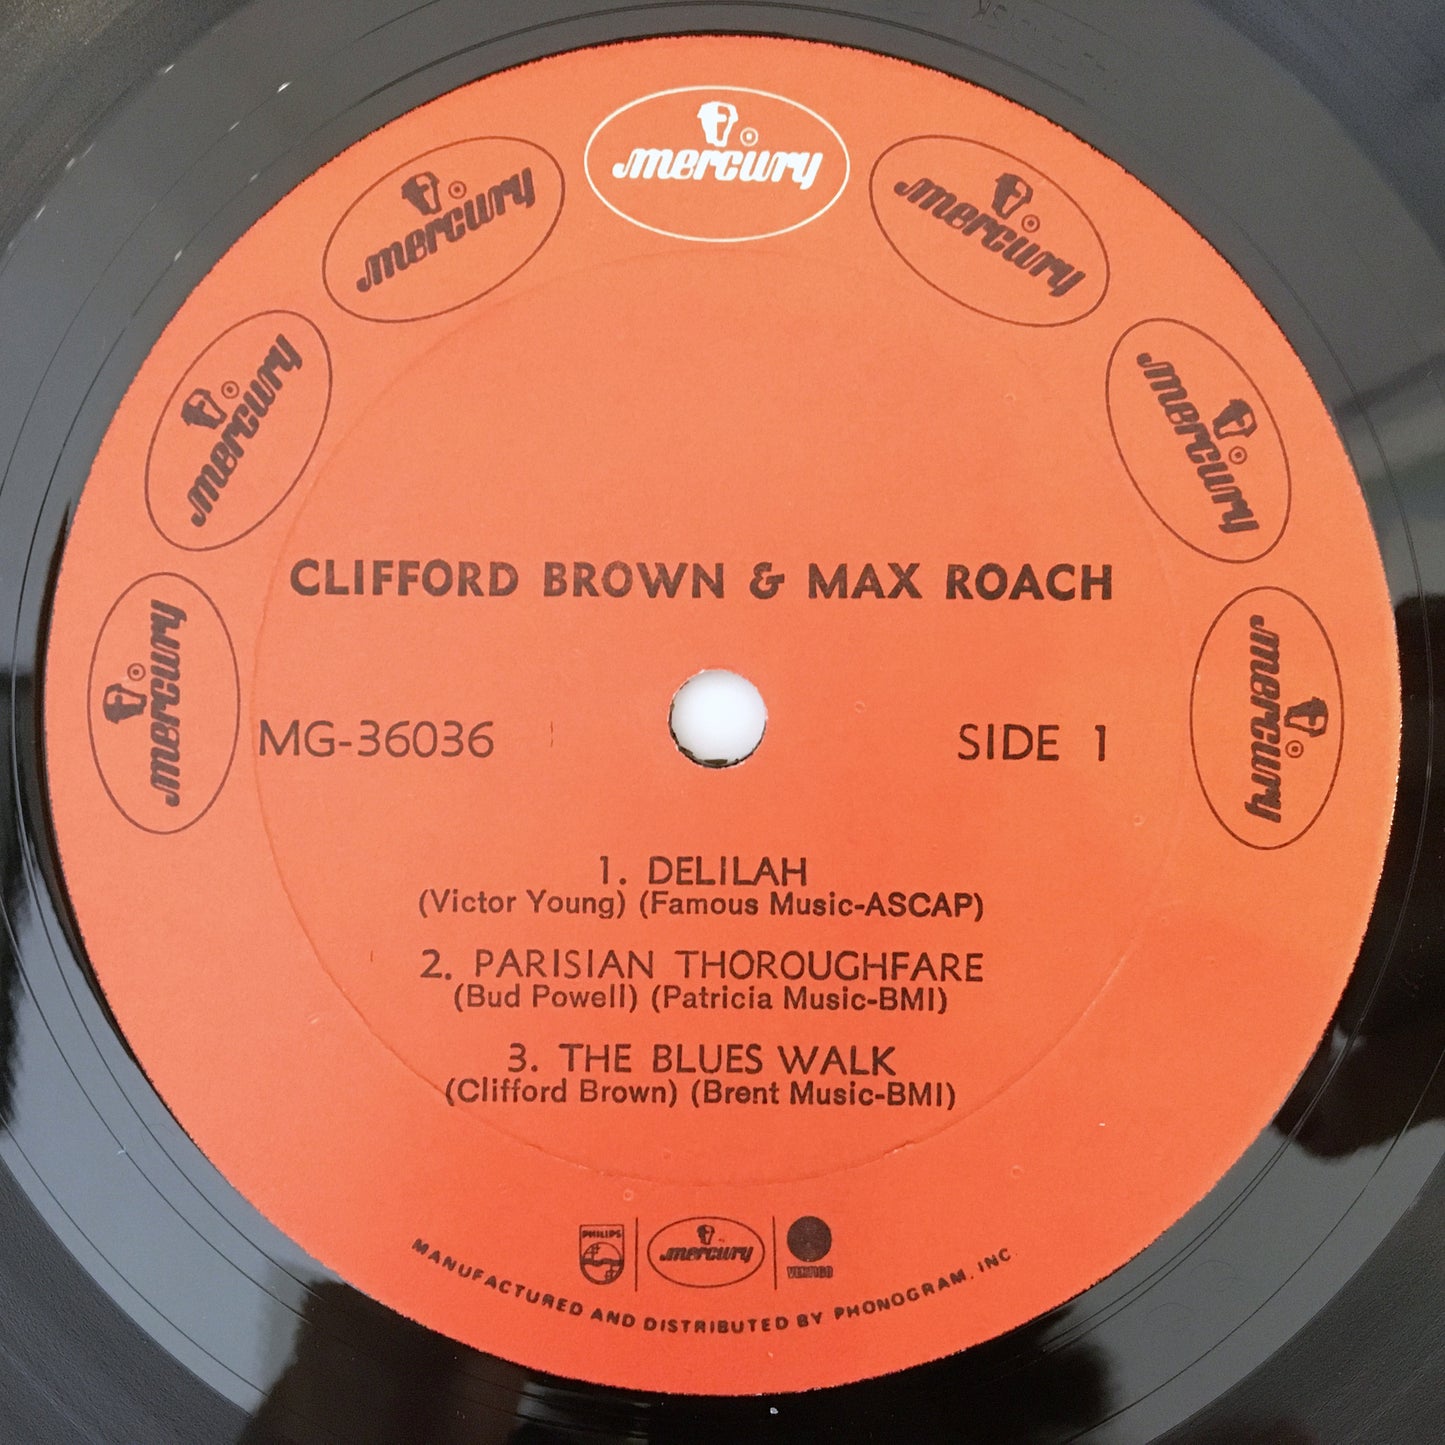 mercury
mercury
mercury
mercury
mercury
mercury
mercury
CLIFFORD BROWN & MAX ROACH
MG-36036
SIDE 1
1. DELILAH
(Victor Young) (Famous Music-ASCAP)
2. PARISIAN THOROUGHFARE
(Bud Powell) (Patricia Music-BMI)
3. THE BLUES WALK
(Clifford Brown) (Brent Music-BMI)
PHILIPS
mercury
VERTIGO
MANUFACTURED AND DISTRIBUTED BY PHONOGRAM, INC.